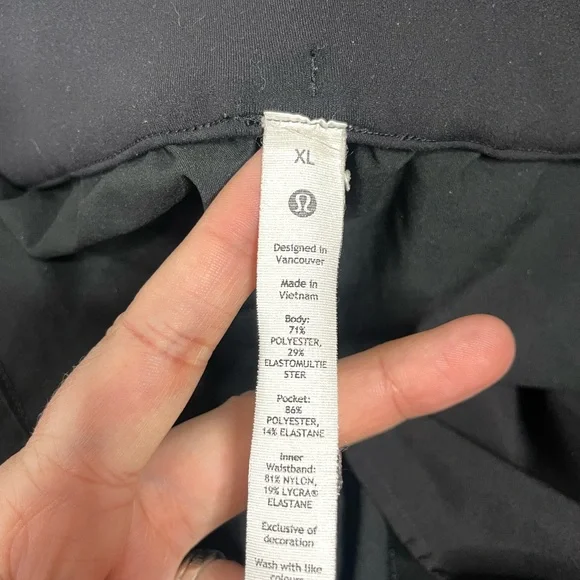 XL
Designed in
Vancouver
Made in
Vietnam
Body:
71%
POLYESTER,
29%
ELASTOMULTIE
STER
Pocket:
86%
POLYESTER,
14% ELASTANE
Inner
Waistband:
81% NYLON,
19% LYCRA®
ELASTANE
Exclusive of
decoration
Wash with like
colours